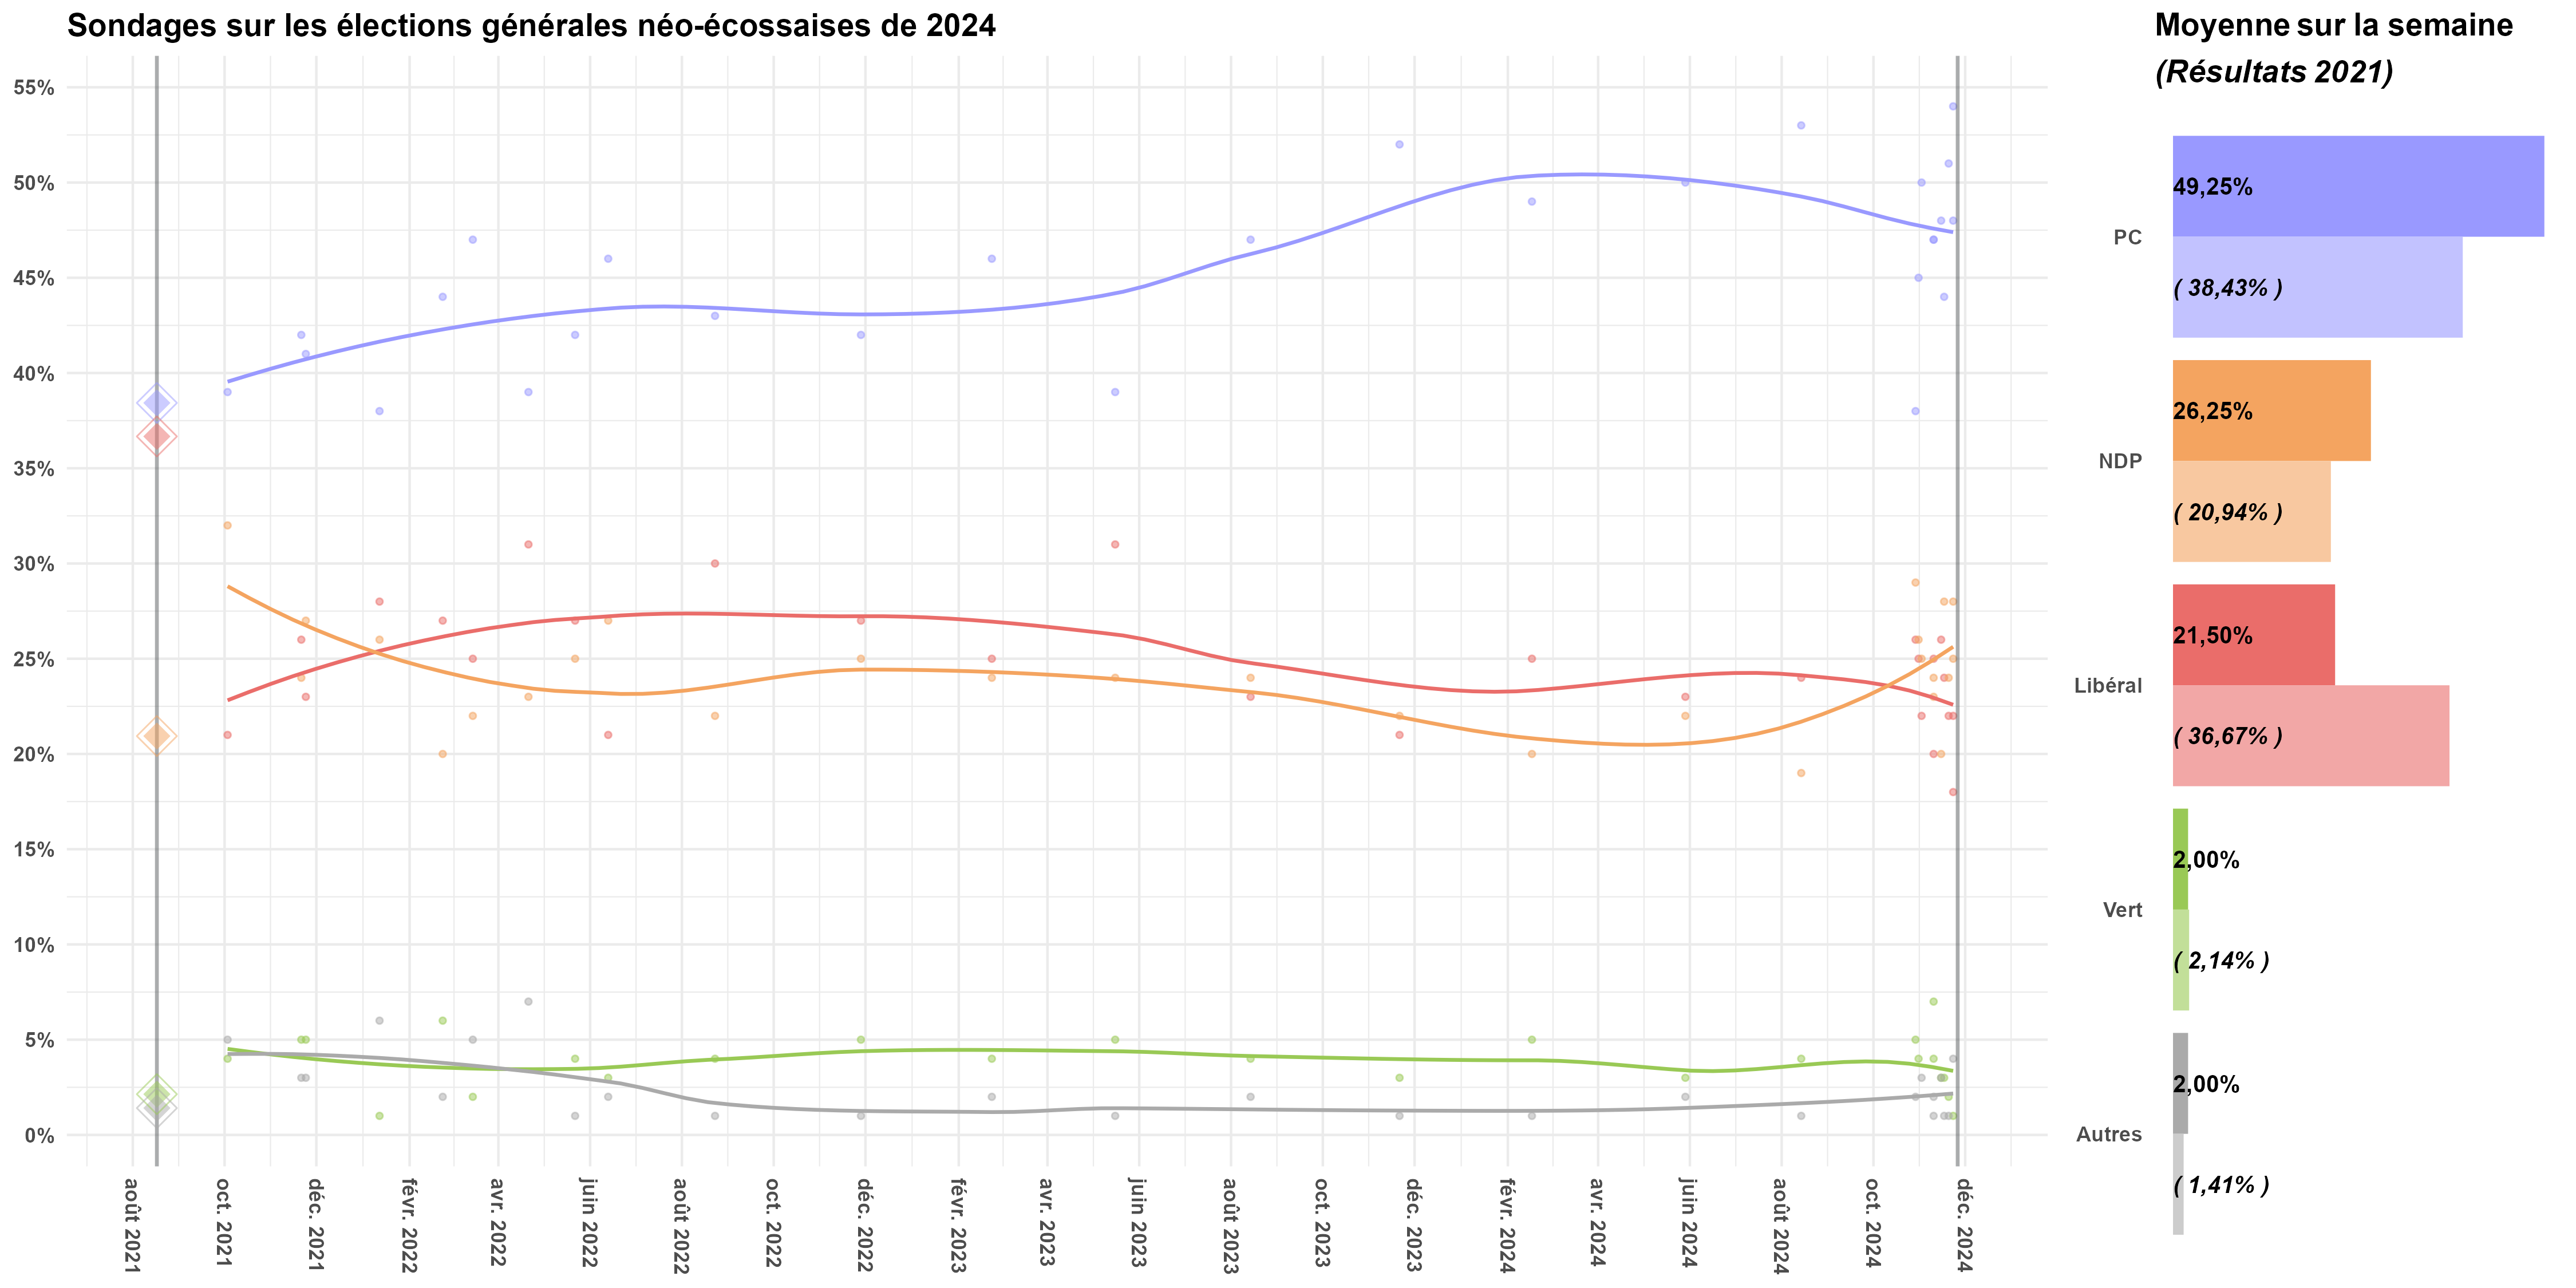 Sondages sur les élections générales néo-écossaises de 2024
55%
50%
45%
40%
35%
30%
25%
20%
15%
10%
5%
0%
août 2021
oct. 2021
déc. 2021
févr. 2022
avr. 2022
juin 2022
août 2022
oct. 2022
déc. 2022
févr. 2023
avr. 2023
juin 2023
août 2023
oct. 2023
déc. 2023
févr. 2024
avr. 2024
juin 2024
août 2024
oct. 2024
déc. 2024
Moyenne sur la semaine
(Résultats 2021)
PC
49,25%
( 38,43% )
NDP
26,25%
( 20,94% )
Libéral
21,50%
( 36,67% )
Vert
2,00%
( 2,14% )
Autres
2,00%
( 1,41% )